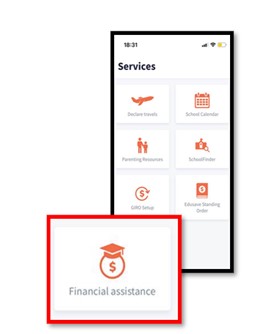 18:31
Services
Declare travels
School Calendar
Parenting Resources
SchoolFinder
GIRO Setup
Edusave Standing
Order
Financial assistance